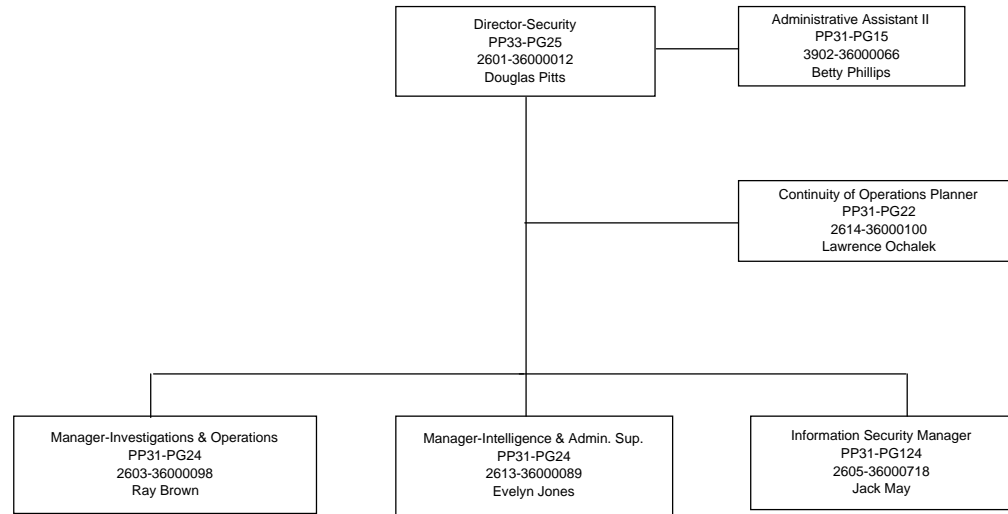 Director-Security
PP33-PG25
2601-36000012
Douglas Pitts
Administrative Assistant II
PP31-PG15
3902-36000066
Betty Phillips
Continuity of Operations Planner
PP31-PG22
2614-36000100
Lawrence Ochalek
Manager-Investigations & Operations
PP31-PG24
2603-36000098
Ray Brown
Manager-Intelligence & Admin. Sup.
PP31-PG24
2613-36000089
Evelyn Jones
Information Security Manager
PP31-PG124
2605-36000718
Jack May